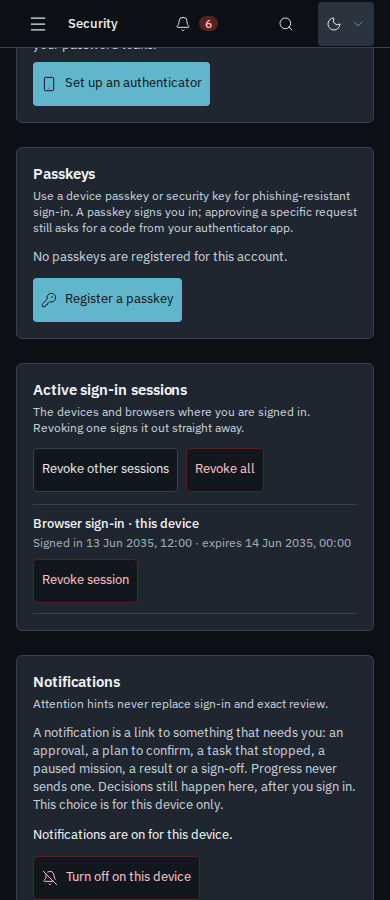 Security
6
your password loans.
Set up an authenticator
Passkeys
Use a device passkey or security key for phishing-resistant
sign-in. A passkey signs you in; approving a specific request
still asks for a code from your authenticator app.
No passkeys are registered for this account.
Register a passkey
Active sign-in sessions
The devices and browsers where you are signed in.
Revoking one signs it out straight away.
Revoke other sessions
Revoke all
Browser sign-in · this device
Signed in 13 Jun 2035, 12:00 · expires 14 Jun 2035, 00:00
Revoke session
Notifications
Attention hints never replace sign-in and exact review.
A notification is a link to something that needs you: an
approval, a plan to confirm, a task that stopped, a
paused mission, a result or a sign-off. Progress never
sends one. Decisions still happen here, after you sign in.
This choice is for this device only.
Notifications are on for this device.
Turn off on this device